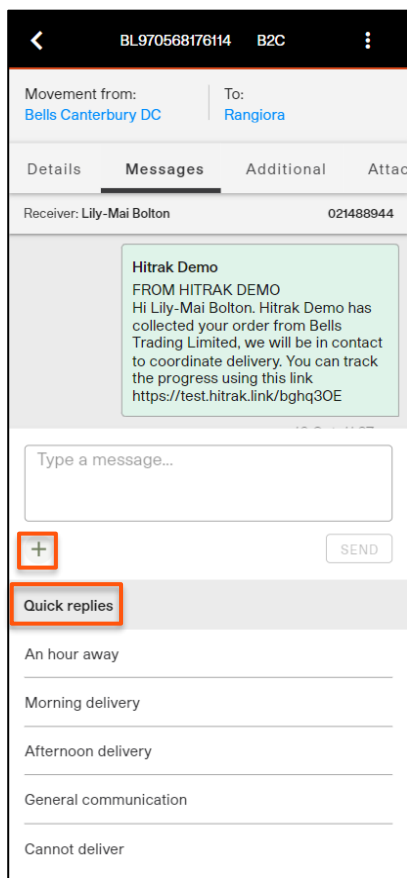 BL970568176114 B2C
Movement from: To:
Bells Canterbury DC Rangiora
Details Messages Additional Attac
Receiver: Lily-Mai Bolton 021488944
Hitrak Demo
FROM HITRAK DEMO
Hi Lily-Mai Bolton. Hitrak Demo has
collected your order from Bells
Trading Limited, we will be in contact
to coordinate delivery. You can track
the progress using this link
https://test.hitrak.link/bghq3OE
Type a message...
+ SEND
Quick replies
An hour away
Morning delivery
Afternoon delivery
General communication
Cannot deliver